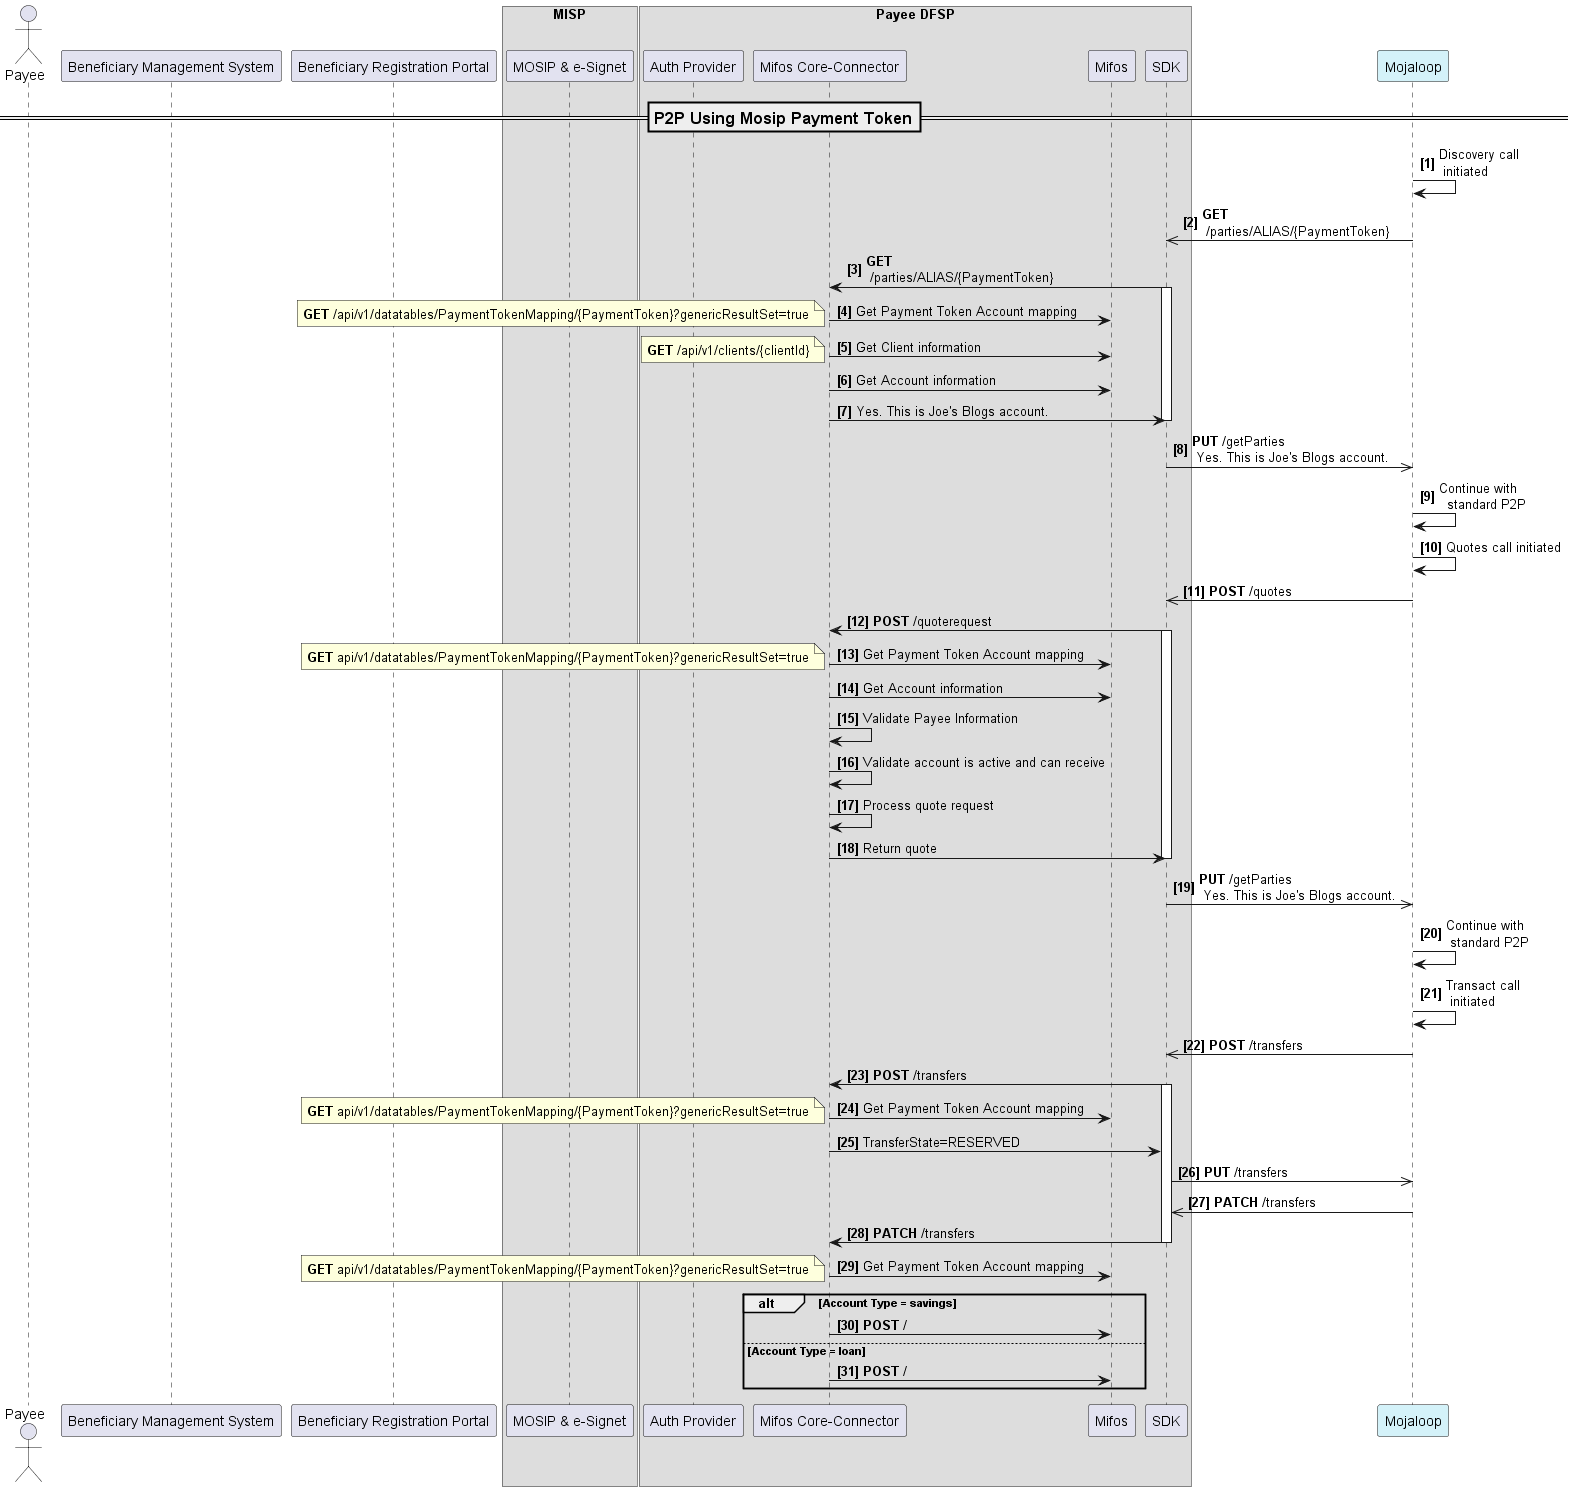 MISP
Payee DFSP
Payee
Beneficiary Management System
Beneficiary Registration Portal
MOSIP & e-Signet
Auth Provider
Mifos Core-Connector
Mifos
SDK
Mojaloop
P2P Using Mosip Payment Token
[1] Discovery call
initiated
[2] GET
/parties/ALIAS/{PaymentToken}
[3] GET
/parties/ALIAS/{PaymentToken}
GET /api/v1/datatables/PaymentTokenMapping/{PaymentToken}?genericResultSet=true
[4] Get Payment Token Account mapping
GET /api/v1/clients/{clientId}
[5] Get Client information
[6] Get Account information
[7] Yes. This is Joe's Blogs account.
[8] PUT /getParties
Yes. This is Joe's Blogs account.
[9] Continue with
standard P2P
[10] Quotes call initiated
[11] POST /quotes
[12] POST /quoterequest
GET api/v1/datatables/PaymentTokenMapping/{PaymentToken}?genericResultSet=true
[13] Get Payment Token Account mapping
[14] Get Account information
[15] Validate Payee Information
[16] Validate account is active and can receive
[17] Process quote request
[18] Return quote
[19] PUT /getParties
Yes. This is Joe's Blogs account.
[20] Continue with
standard P2P
[21] Transact call
initiated
[22] POST /transfers
[23] POST /transfers
GET api/v1/datatables/PaymentTokenMapping/{PaymentToken}?genericResultSet=true
[24] Get Payment Token Account mapping
[25] TransferState=RESERVED
[26] PUT /transfers
[27] PATCH /transfers
[28] PATCH /transfers
GET api/v1/datatables/PaymentTokenMapping/{PaymentToken}?genericResultSet=true
[29] Get Payment Token Account mapping
alt [Account Type = savings]
[30] POST /
[Account Type = loan]
[31] POST /
Payee
Beneficiary Management System
Beneficiary Registration Portal
MOSIP & e-Signet
Auth Provider
Mifos Core-Connector
Mifos
SDK
Mojaloop